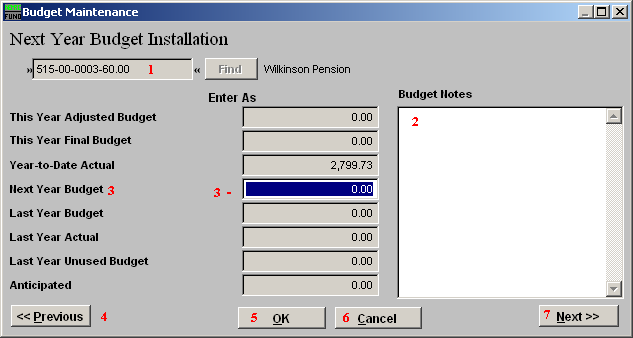 FUND Budget Maintenance
Next Year Budget Installation
» 515-00-0003-60.00 1 « Find Wilkinson Pension
Enter As
Budget Notes
This Year Adjusted Budget 0.00
2
This Year Final Budget 0.00
Year-to-Date Actual 2,799.73
Next Year Budget 3 3 - 0.00
Last Year Budget 0.00
Last Year Actual 0.00
Last Year Unused Budget 0.00
Anticipated 0.00
<< Previous 4 5 OK 6 Cancel 7 Next >>